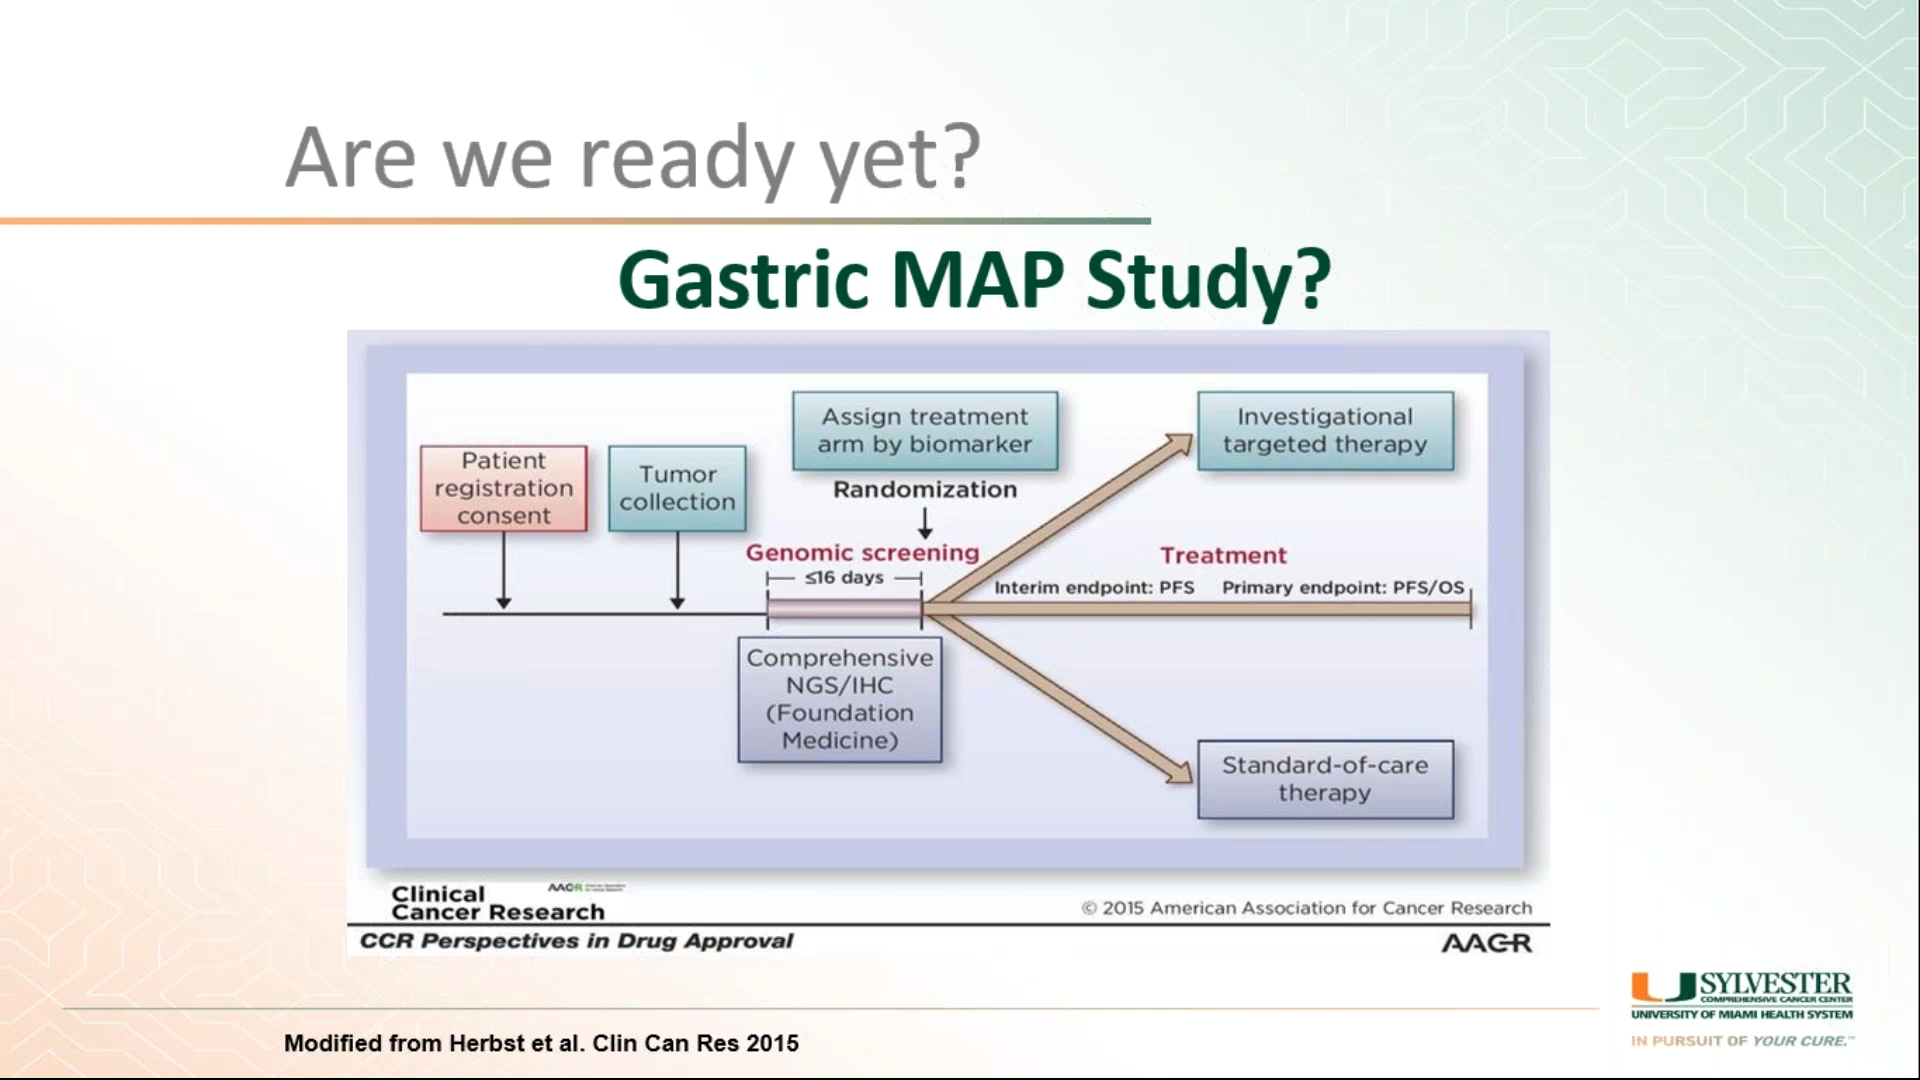 Are we ready yet?
Gastric MAP Study?
Patient
registration
consent
Tumor
collection
Assign treatment
arm by biomarker
Randomization
Genomic screening
≤16 days
Comprehensive
NGS/IHC
(Foundation
Medicine)
Investigational
targeted therapy
Treatment
Interim endpoint: PFS
Primary endpoint: PFS/OS
Standard-of-care
therapy
Clinical
Cancer Research
AACR
© 2015 American Association for Cancer Research
CCR Perspectives in Drug Approval
AACR
SYLVESTER
COMPREHENSIVE CANCER CENTER
UNIVERSITY OF MIAMI HEALTH SYSTEM
IN PURSUIT OF YOUR CURE.™
Modified from Herbst et al. Clin Can Res 2015